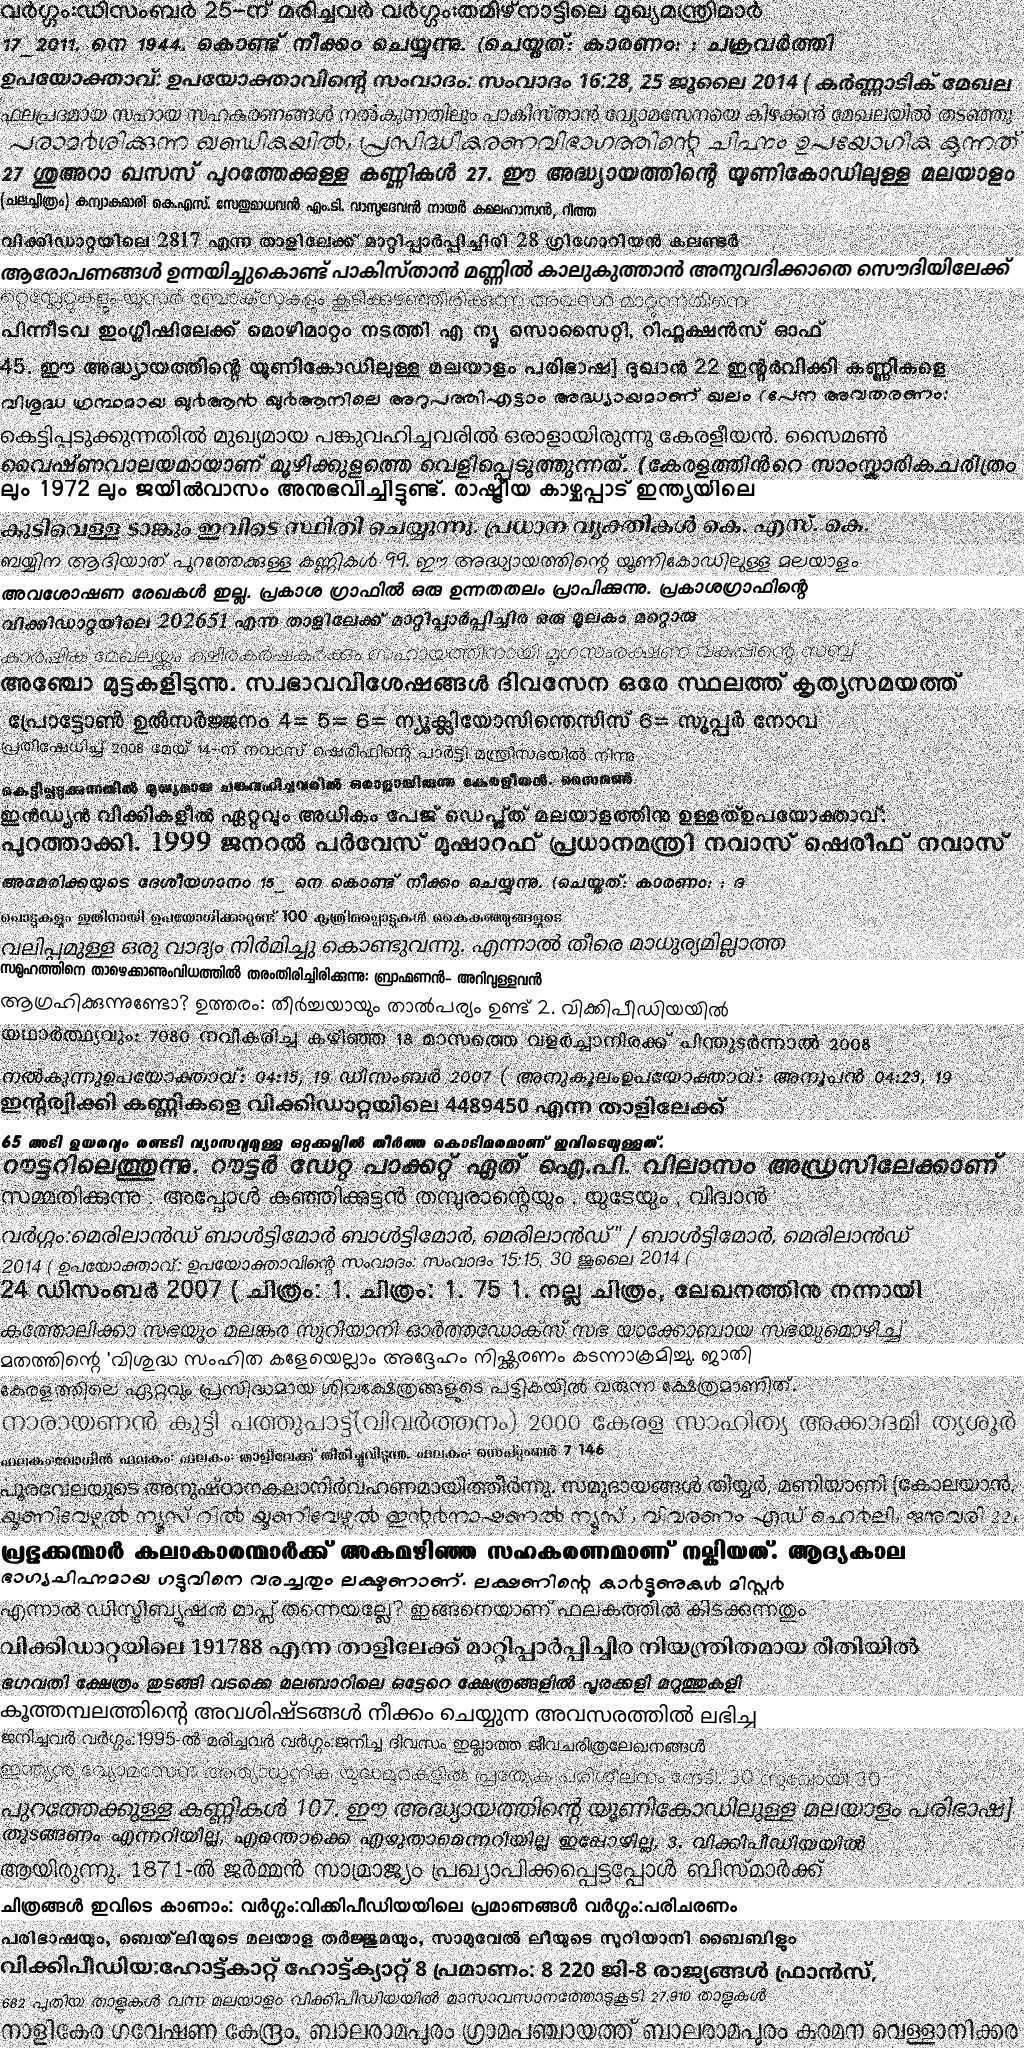 വർഗ്ഗം:ഡിസംബർ 25-ന് മരിച്ചവർ വർഗ്ഗം:തമിഴ്നാട്ടിലെ മുഖ്യമന്ത്രിമാർ
17_ 2011. നെ 1944. കൊണ്ട് നീക്കം ചെയ്യുന്നു. (ചെയ്തത്: കാരണം: : ചക്രവർത്തി
ഉപയോക്താവ്: ഉപയോക്താവിന്റെ സംവാദം: സംവാദം 16:28, 25 ജൂലൈ 2014 ( കർണ്ണാടിക് മേഖല
ഫലപ്രദമായ സഹായ സഹകരണങ്ങൾ നൽകുന്നതിലും പാകിസ്താൻ വ്യോമസേനയെ കിഴക്കൻ മേഖലയിൽ തടഞ്ഞു
പരാമർശിക്കുന്ന ഖണ്ഡികയിൽ, പ്രസിദ്ധീകരണവിഭാഗത്തിന്റെ ചിഹ്നം ഉപയോഗിക്കുന്നത്
27 ശുഅറാ ഖസസ് പുറത്തേക്കുള്ള കണ്ണികൾ 27. ഈ അദ്ധ്യായത്തിന്റെ യൂണികോഡിലുള്ള മലയാളം
(ചലച്ചിത്രം) കന്യാകുമാരി കെ.എസ്. സേതുമാധവൻ എം.ടി. വാസുദേവൻ നായർ കമലഹാസൻ, റീത്ത
വിക്കിഡാറ്റയിലെ 2817 എന്ന താളിലേക്ക് മാറ്റിപ്പാർപ്പിച്ചിരി 28 ഗ്രിഗോറിയൻ കലണ്ടർ
ആരോപണങ്ങൾ ഉന്നയിച്ചുകൊണ്ട് പാകിസ്താൻ മണ്ണിൽ കാലുകുത്താൻ അനുവദിക്കാതെ സൌദിയിലേക്ക്
റ്റെമ്പ്ലേറ്റുകളും യൂസർ ബോക്സുകളും കൂടിക്കുഴഞ്ഞിരിക്കുന്ന അവസ്ഥ മാറ്റുന്നതിനെ
പിന്നീടവ ഇംഗ്ലീഷിലേക്ക് മൊഴിമാറ്റം നടത്തി എ ന്യൂ സൊസൈറ്റി, റിഫ്ലക്ഷൻസ് ഓഫ്
45. ഈ അദ്ധ്യായത്തിന്റെ യൂണികോഡിലുള്ള മലയാളം പരിഭാഷ] ദുഖാൻ 22 ഇന്റർവിക്കി കണ്ണികളെ
വിശുദ്ധ ഗ്രന്ഥമായ ഖുർആൻ ഖുർആനിലെ അറുപത്തിഎട്ടാം അദ്ധ്യായമാണ് ഖലം (പേന അവതരണം:
കെട്ടിപ്പടുക്കുന്നതിൽ മുഖ്യമായ പങ്കുവഹിച്ചവരിൽ ഒരാളായിരുന്നു കേരളീയൻ. സൈമൺ
വൈഷ്ണവാലയമായാണ് മൂഴിക്കുളത്തെ വെളിപ്പെടുത്തുന്നത്. (കേരളത്തിൻറെ സാംസ്കാരികചരിത്രം
ലും 1972 ലും ജയിൽവാസം അനുഭവിച്ചിട്ടുണ്ട്. രാഷ്ട്രീയ കാഴ്ചപ്പാട് ഇന്ത്യയിലെ
കുടിവെള്ള ടാങ്കും ഇവിടെ സ്ഥിതി ചെയ്യുന്നു. പ്രധാന വ്യക്തികൾ കെ. എസ്. കെ.
ബയ്യിന ആദിയാത് പുറത്തേക്കുള്ള കണ്ണികൾ 99. ഈ അദ്ധ്യായത്തിന്റെ യൂണികോഡിലുള്ള മലയാളം
അവശോഷണ രേഖകൾ ഇല്ല. പ്രകാശ ഗ്രാഫിൽ ഒരു ഉന്നതതലം പ്രാപിക്കുന്നു. പ്രകാശഗ്രാഫിന്റെ
വിക്കിഡാറ്റയിലെ 202651 എന്ന താളിലേക്ക് മാറ്റിപ്പാർപ്പിച്ചിര ഒരു മൂലകം മറ്റൊരു
കാർഷിക മേഖലയ്ക്കും ക്ഷീരകർഷകർക്കും സഹായത്തിനായി മൃഗസംരക്ഷണ വകുപ്പിന്റെ സബ്ബ്
അഞ്ചോ മുട്ടകളിടുന്നു. സ്വഭാവവിശേഷങ്ങൾ ദിവസേന ഒരേ സ്ഥലത്ത് കൃത്യസമയത്ത്
പ്രോട്ടോൺ ഉൽസർജ്ജനം 4= 5= 6= ന്യൂക്ലിയോസിന്തെസിസ് 6= സൂപ്പർ നോവ
പ്രതിഷേധിച്ച് 2008 മേയ് 14-ന് നവാസ് ഷെരീഫിന്റെ പാർട്ടി മന്ത്രിസഭയിൽ നിന്നു
കെട്ടിപ്പടുക്കുന്നതിൽ മുഖ്യമായ പങ്കുവഹിച്ചവരിൽ ഒരാളായിരുന്നു കേരളീയൻ. സൈമൺ
ഇൻഡ്യൻ വിക്കികളീൽ ഏറ്റവും അധികം പേജ് ഡെപ്ത്ത് മലയാളത്തിനു ഉള്ളത്ഉപയോക്താവ്:
പുറത്താക്കി. 1999 ജനറൽ പർവേസ് മുഷാറഫ് പ്രധാനമന്ത്രി നവാസ് ഷെരീഫ് നവാസ്
അമേരിക്കയുടെ ദേശീയഗാനം 15_ നെ കൊണ്ട് നീക്കം ചെയ്യുന്നു. (ചെയ്തത്: കാരണം: : ദ
പൊട്ടുകളും ഇതിനായി ഉപയോഗിക്കാറുണ്ട് 100 കൃത്രിമപ്പൊട്ടുകൾ കൈകുഞ്ഞുങ്ങളുടെ
വലിപ്പമുള്ള ഒരു വാദ്യം നിർമിച്ചു കൊണ്ടുവന്നു. എന്നാൽ തീരെ മാധുര്യമില്ലാത്ത
സമൂഹത്തിനെ താഴെക്കാണുംവിധത്തിൽ തരംതിരിച്ചിരിക്കുന്നു: ബ്രാഹ്മണൻ- അറിവുള്ളവൻ
ആഗ്രഹിക്കുന്നുണ്ടോ? ഉത്തരം: തീർച്ചയായും താൽപര്യം ഉണ്ട് 2. വിക്കിപീഡിയയിൽ
യഥാർത്ഥ്യവും: 7080 നവീകരിച്ച കഴിഞ്ഞ 18 മാസത്തെ വളർച്ചാനിരക്ക് പിന്തുടർന്നാൽ 2008
നൽകുന്നുഉപയോക്താവ്: 04:15, 19 ഡിസംബർ 2007 ( അനുകൂലംഉപയോക്താവ്: അനൂപൻ 04:23, 19
ഇന്റര്വിക്കി കണ്ണികളെ വിക്കിഡാറ്റയിലെ 4489450 എന്ന താളിലേക്ക്
65 അടി ഉയരവും രണ്ടടി വ്യാസവുമുള്ള ഒറ്റക്കല്ലിൽ തീർത്ത കൊടിമരമാണ് ഇവിടെയുള്ളത്.
റൗട്ടറിലെത്തുന്നു. റൗട്ടർ ഡേറ്റ പാക്കറ്റ് ഏത് ഐ.പി. വിലാസം അഡ്രസിലേക്കാണ്
സമ്മതിക്കുന്നു . അപ്പോൾ കുഞ്ഞിക്കുട്ടൻ തമ്പുരാന്റെയും , യുടേയും , വിദ്വാൻ
വർഗ്ഗം:മെരിലാൻഡ് ബാൾട്ടിമോർ ബാൾട്ടിമോർ, മെരിലാൻഡ്" / ബാൾട്ടിമോർ, മെരിലാൻഡ്
2014 ( ഉപയോക്താവ്: ഉപയോക്താവിന്റെ സംവാദം: സംവാദം 15:15, 30 ജൂലൈ 2014 (
24 ഡിസംബർ 2007 ( ചിത്രം: 1. ചിത്രം: 1. 75 1. നല്ല ചിത്രം, ലേഖനത്തിനു നന്നായി
കത്തോലിക്കാ സഭയും മലങ്കര സുറിയാനി ഓർത്തഡോക്സ് സഭ യാക്കോബായ സഭയുമൊഴിച്ച്
മതത്തിന്റെ 'വിശുദ്ധ സംഹിത കളേയെല്ലാം അദ്ദേഹം നിഷ്കരണം കടന്നാക്രമിച്ചു. ജാതി
കേരളത്തിലെ ഏറ്റവും പ്രസിദ്ധമായ ശിവക്ഷേത്രങ്ങളുടെ പട്ടികയിൽ വരുന്ന ക്ഷേത്രമാണിത്.
നാരായണൻ കുട്ടി പത്തുപാട്ട്(വിവർത്തനം) 2000 കേരള സാഹിത്യ അക്കാദമി തൃശൂർ
ഫലകം:ലോഗിൻ ഫലകം: ഫലകം: താളിലേക്ക് തിരിച്ചുവിടുന്നു. ഫലകം: സെപ്റ്റംബർ 7 146
പൂരവേലയുടെ അനുഷ്ഠാനകലാനിർവഹണമായിത്തീർന്നു. സമുദായങ്ങൾ തിയ്യർ, മണിയാണി (കോലയാൻ,
യൂണിവേഴ്സൽ ന്യൂസ് റീൽ യൂണിവേഴ്സൽ ഇന്റർനാഷണൽ ന്യൂസ് , വിവരണം എഡ് ഹെർലി, ജനുവരി 22,
പ്രഭുക്കന്മാർ കലാകാരന്മാർക്ക് അകമഴിഞ്ഞ സഹകരണമാണ് നല്കിയത്. ആദ്യകാല
ഭാഗ്യചിഹ്നമായ ഗട്ടുവിനെ വരച്ചതും ലക്ഷ്മണാണ്. ലക്ഷ്മണിന്റെ കാർട്ടൂണുകൾ മിസ്റ്റർ
എന്നാൽ ഡിസ്ട്രിബ്യൂഷൻ മാപ്പ് തന്നെയല്ലേ? ഇങ്ങനെയാണ് ഫലകത്തിൽ കിടക്കുന്നതും
വിക്കിഡാറ്റയിലെ 191788 എന്ന താളിലേക്ക് മാറ്റിപ്പാർപ്പിച്ചിര നിയന്ത്രിതമായ രീതിയിൽ
ഭഗവതി ക്ഷേത്രം തുടങ്ങി വടക്കെ മലബാറിലെ ഒട്ടേറെ ക്ഷേത്രങ്ങളിൽ പൂരക്കളി മറുത്തുകളി
കൂത്തമ്പലത്തിന്റെ അവശിഷ്ടങ്ങൾ നീക്കം ചെയ്യുന്ന അവസരത്തിൽ ലഭിച്ച
ജനിച്ചവർ വർഗ്ഗം:1995-ൽ മരിച്ചവർ വർഗ്ഗം:ജനിച്ച ദിവസം ഇല്ലാത്ത ജീവചരിത്രലേഖനങ്ങൾ
ഇന്ത്യൻ വ്യോമസേന അത്യാധുനിക യുദ്ധമുറകളിൽ പ്രത്യേക പരിശീലനം നേടി. 30 സുഖോയി 30
പുറത്തേക്കുള്ള കണ്ണികൾ 107. ഈ അദ്ധ്യായത്തിന്റെ യൂണികോഡിലുള്ള മലയാളം പരിഭാഷ]
തുടങ്ങണം എന്നറിയില്ല, എന്തൊക്കെ എഴുതാമെന്നറിയില്ല ഇപ്പോഴില്ല, 3. വിക്കിപീഡിയയിൽ
ആയിരുന്നു. 1871-ൽ ജർമ്മൻ സാമ്രാജ്യം പ്രഖ്യാപിക്കപ്പെട്ടപ്പോൾ ബിസ്മാർക്ക്
ചിത്രങ്ങൾ ഇവിടെ കാണാം: വർഗ്ഗം:വിക്കിപീഡിയയിലെ പ്രമാണങ്ങൾ വർഗ്ഗം:പരിചരണം
പരിഭാഷയും, ബെയ്‌ലിയുടെ മലയാള തർജ്ജുമയും, സാമുവേൽ ലീയുടെ സുറിയാനി ബൈബിളും
വിക്കിപീഡിയ:ഹോട്ട്കാറ്റ് ഹോട്ട്ക്യാറ്റ് 8 പ്രമാണം: 8 220 ജി-8 രാജ്യങ്ങൾ ഫ്രാൻസ്,
682 പുതിയ താളുകൾ വന്ന മലയാളം വിക്കിപീഡിയയിൽ മാസാവസാനത്തോടുകൂടി 27,910 താളുകൾ
നാളികേര ഗവേഷണ കേന്ദ്രം, ബാലരാമപുരം ഗ്രാമപഞ്ചായത്ത് ബാലരാമപുരം കരമന വെള്ളാനിക്കര